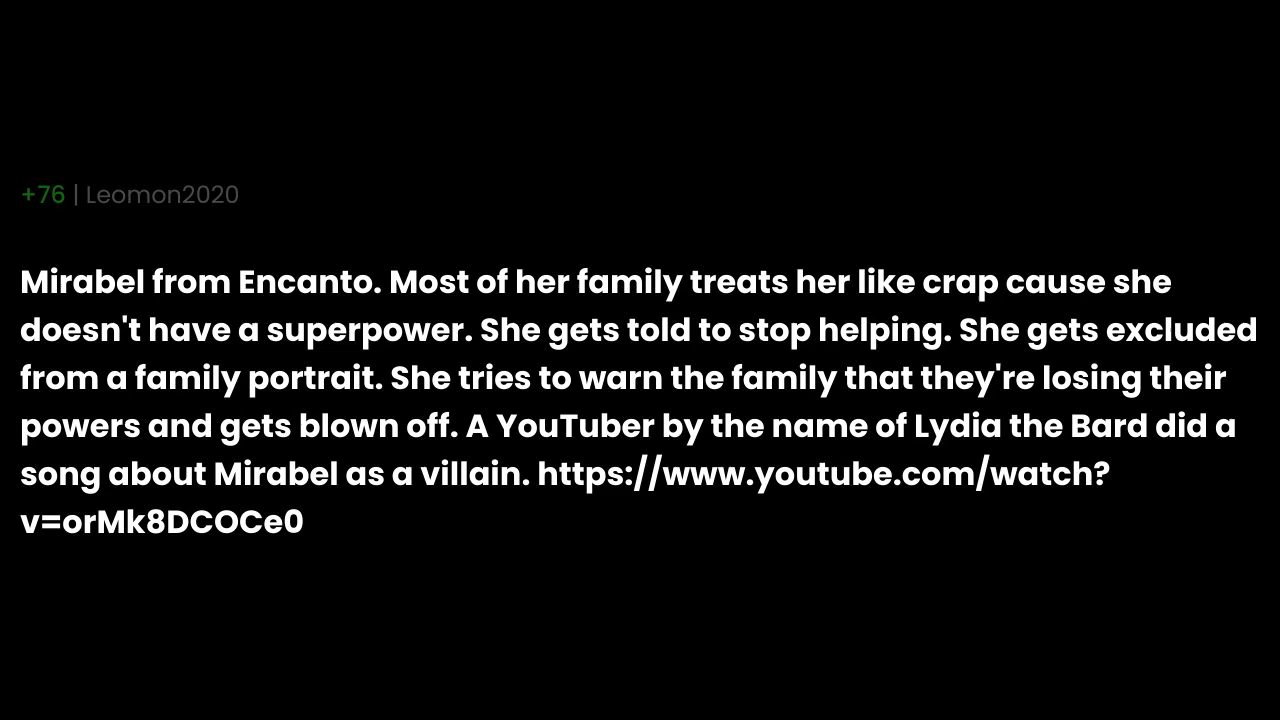 +76 | Leomon2020
Mirabel from Encanto. Most of her family treats her like crap cause she
doesn't have a superpower. She gets told to stop helping. She gets excluded
from a family portrait. She tries to warn the family that they're losing their
powers and gets blown off. A YouTuber by the name of Lydia the Bard did a
song about Mirabel as a villain. https://www.youtube.com/watch?
v=orMk8DCOCe0